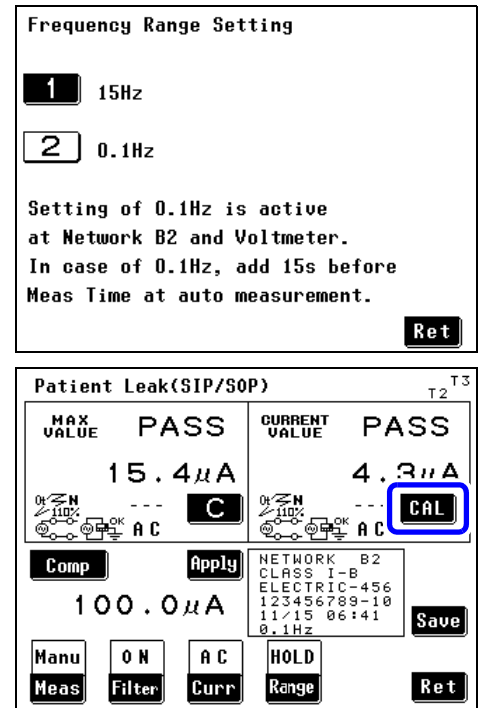 Frequency Range Setting
1 15Hz
2 0.1Hz
Setting of 0.1Hz is active
at Network B2 and Voltmeter.
In case of 0.1Hz, add 15s before
Meas Time at auto measurement.
Ret
Patient Leak(SIP/SOP)
T2 T3
MAX VALUE PASS
15.4μA
0t N
110%
--- C
OK
AC
CURRENT VALUE PASS
4.3μA
0t N
110%
--- CAL
OK
AC
Comp Apply
100.0μA
NETWORK B2
CLASS I-B
ELECTRIC-456
123456789-10
11/15 06:41
0.1Hz
Save
Manu ON AC HOLD
Meas Filter Curr Range Ret